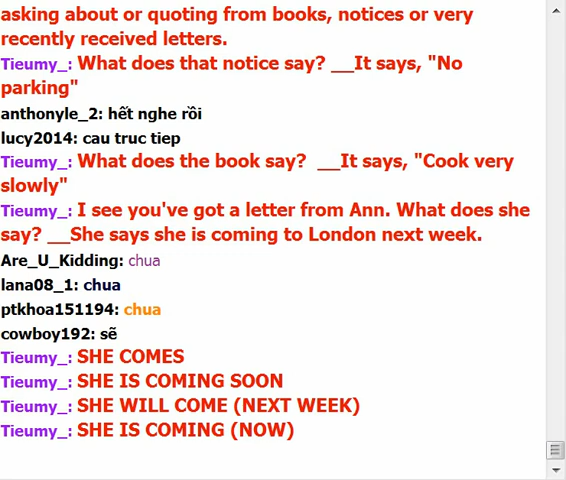 asking about or quoting from books, notices or very
recently received letters.
Tieumy_: What does that notice say? __It says, "No
parking"
anthonyle_2: hết nghe rồi
lucy2014: cau truc tiep
Tieumy_: What does the book say?  __It says, "Cook very
slowly"
Tieumy_: I see you've got a letter from Ann. What does she
say? __She says she is coming to London next week.
Are_U_Kidding: chua
lana08_1: chua
ptkhoa151194: chua
cowboy192: sẽ
Tieumy_: SHE COMES
Tieumy_: SHE IS COMING SOON
Tieumy_: SHE WILL COME (NEXT WEEK)
Tieumy_: SHE IS COMING (NOW)